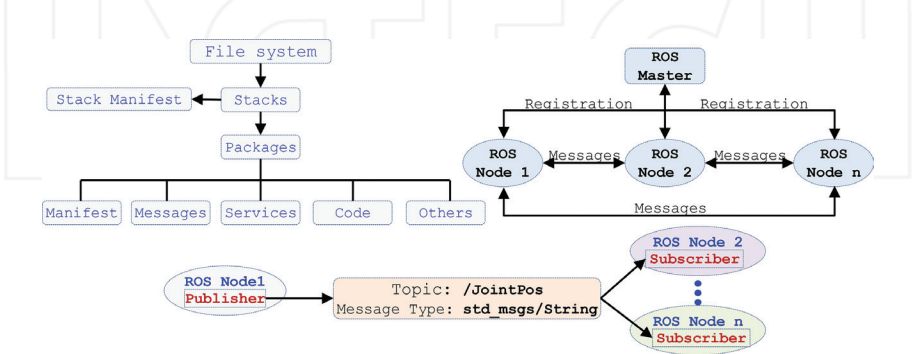 File system
Stack Manifest
Stacks
Packages
Manifest
Messages
Services
Code
Others
ROS
Master
Registration
Registration
ROS
Node 1
Messages
ROS
Node 2
Messages
ROS
Node n
Messages
ROS Node1
Publisher
Topic: /JointPos
Message Type: std_msgs/String
ROS Node 2
Subscriber
ROS Node n
Subscriber